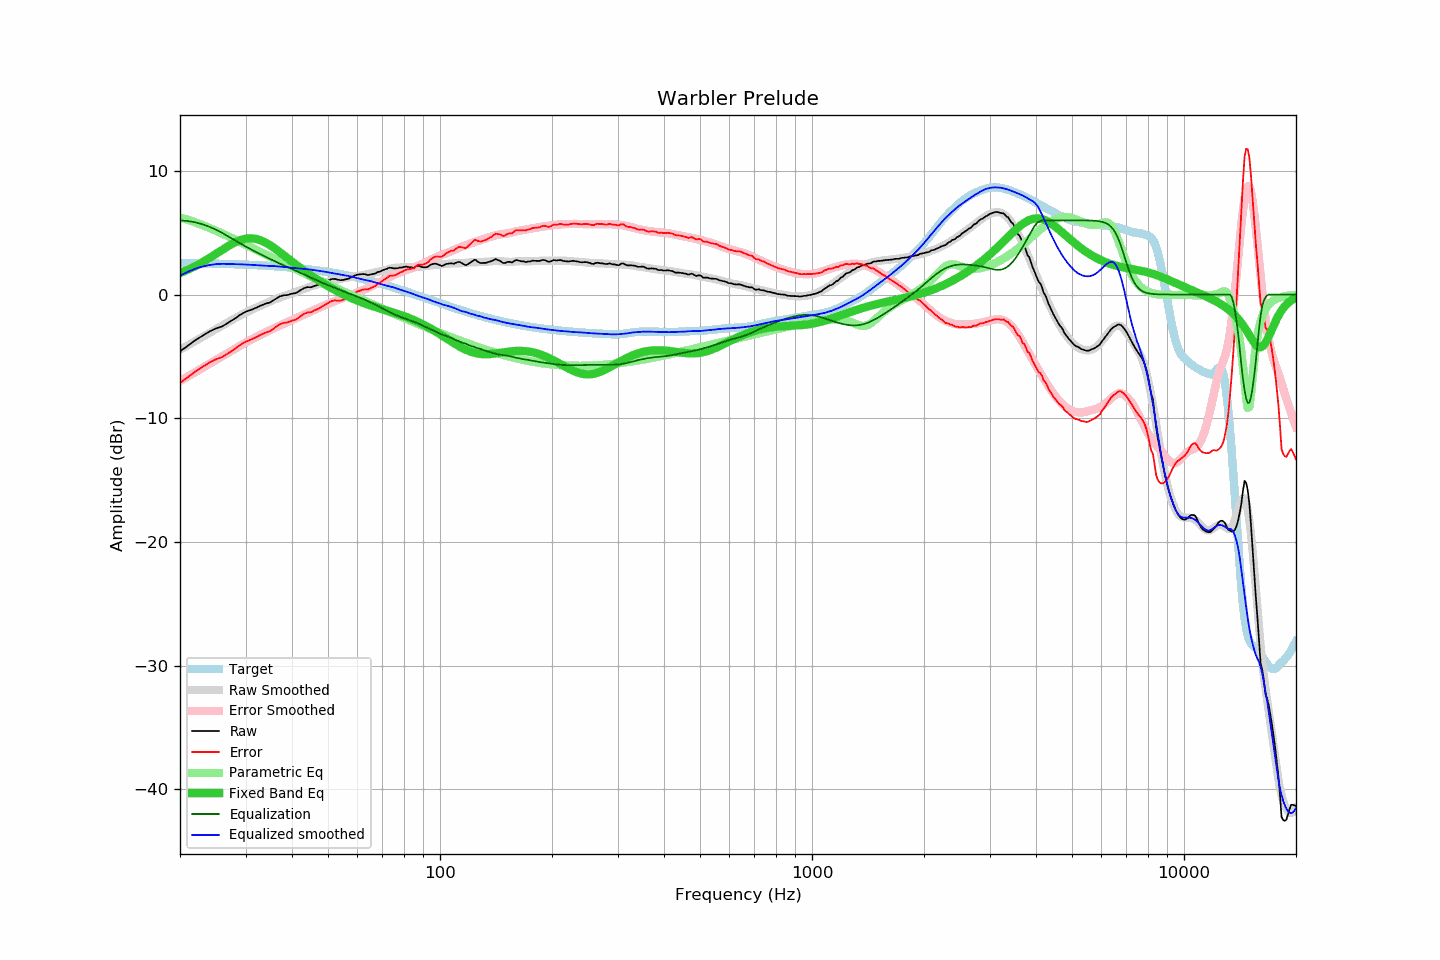 Warbler Prelude
Amplitude (dBr)
10
0
−10
−20
−30
−40
Target
Raw Smoothed
Error Smoothed
Raw
Error
Parametric Eq
Fixed Band Eq
Equalization
Equalized smoothed
100 1000 10000
Frequency (Hz)